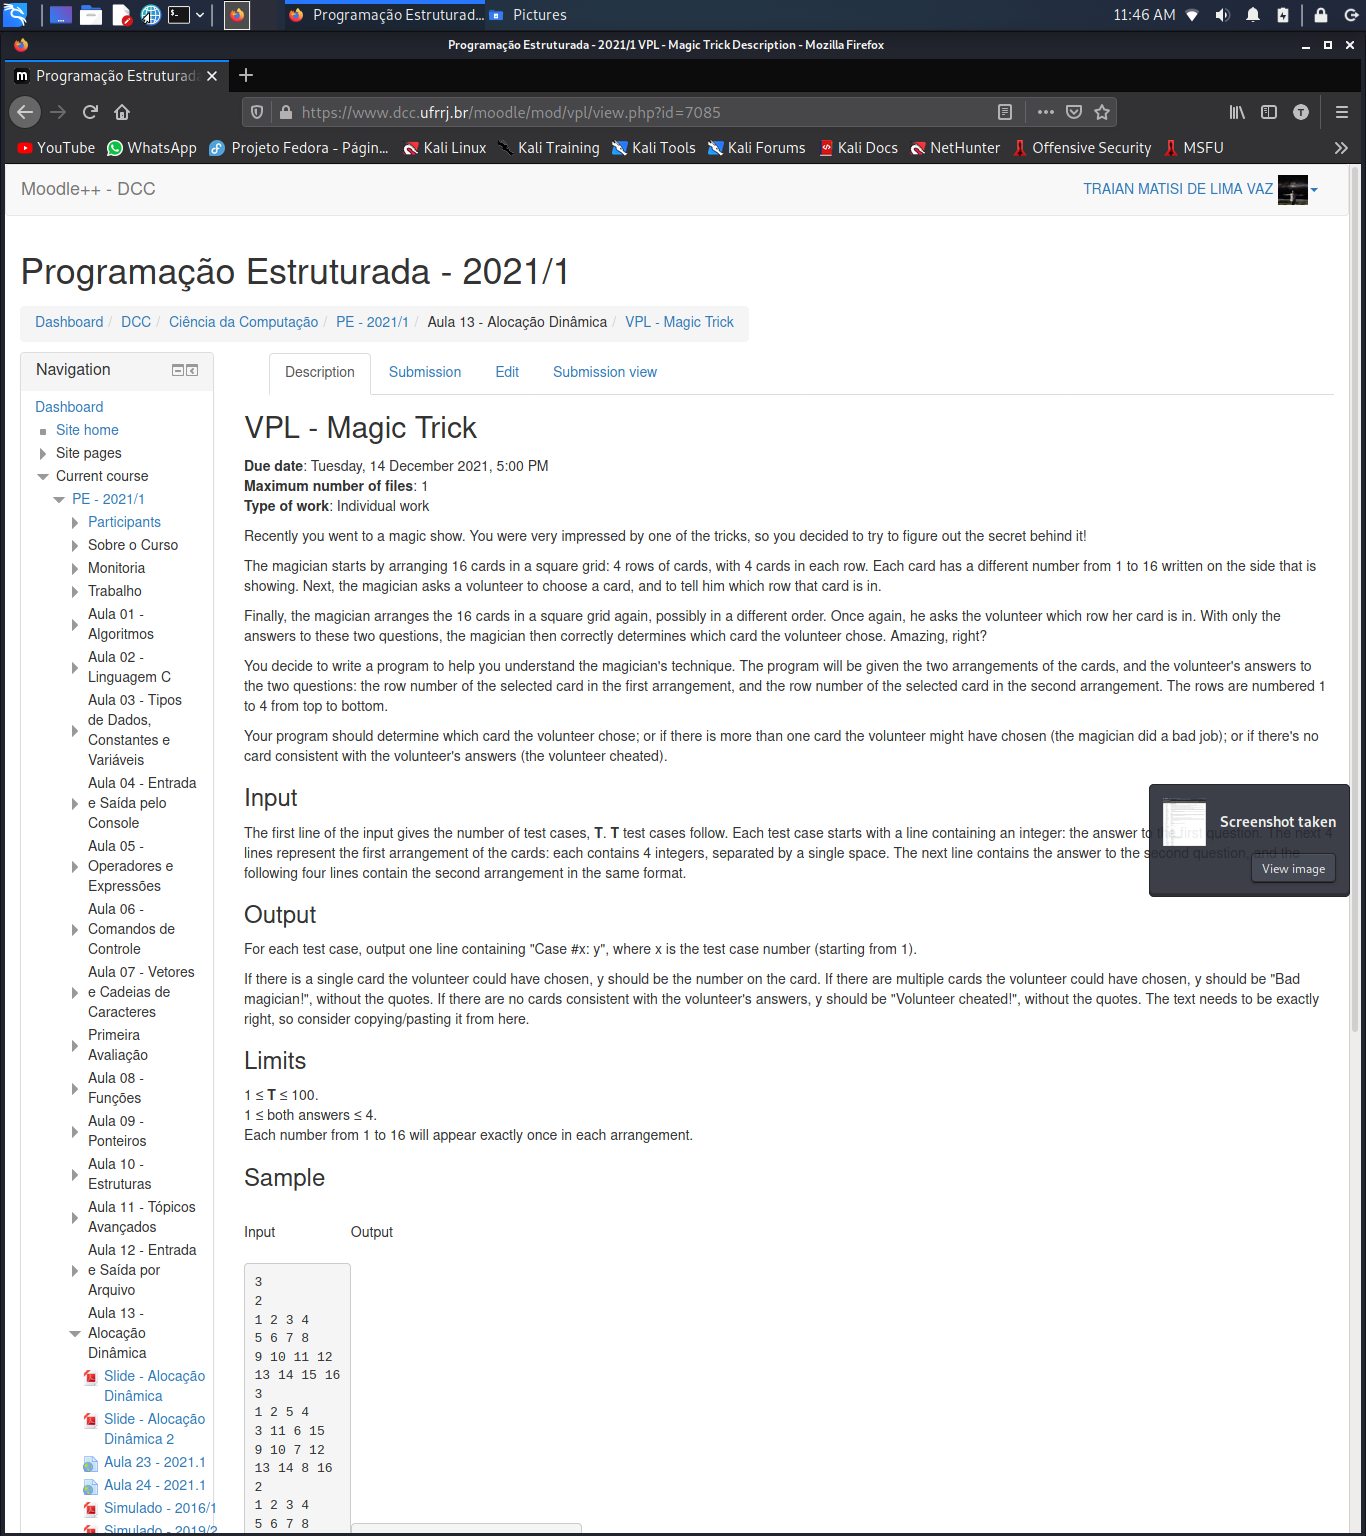 Programação Estruturad...
Pictures
11:46 AM
Programação Estruturada - 2021/1 VPL - Magic Trick Description - Mozilla Firefox
Programação Estruturad
https://www.dcc.ufrrj.br/moodle/mod/vpl/view.php?id=7085
YouTube
WhatsApp
Projeto Fedora - Págin...
Kali Linux
Kali Training
Kali Tools
Kali Forums
Kali Docs
NetHunter
Offensive Security
MSFU
Moodle++ - DCC
TRAIAN MATISI DE LIMA VAZ
Programação Estruturada - 2021/1
Dashboard / DCC / Ciência da Computação / PE - 2021/1 / Aula 13 - Alocação Dinâmica / VPL - Magic Trick
Navigation
Dashboard
Site home
Site pages
Current course
PE - 2021/1
Participants
Sobre o Curso
Monitoria
Trabalho
Aula 01 -
Algoritmos
Aula 02 -
Linguagem C
Aula 03 - Tipos
de Dados,
Constantes e
Variáveis
Aula 04 - Entrada
e Saída pelo
Console
Aula 05 -
Operadores e
Expressões
Aula 06 -
Comandos de
Controle
Aula 07 - Vetores
e Cadeias de
Caracteres
Primeira
Avaliação
Aula 08 -
Funções
Aula 09 -
Ponteiros
Aula 10 -
Estruturas
Aula 11 - Tópicos
Avançados
Aula 12 - Entrada
e Saída por
Arquivo
Aula 13 -
Alocação
Dinâmica
Slide - Alocação
Dinâmica
Slide - Alocação
Dinâmica 2
Aula 23 - 2021.1
Aula 24 - 2021.1
Simulado - 2016/1
Simulado - 2019/2
Description
Submission
Edit
Submission view
VPL - Magic Trick
Due date: Tuesday, 14 December 2021, 5:00 PM
Maximum number of files: 1
Type of work: Individual work
Recently you went to a magic show. You were very impressed by one of the tricks, so you decided to try to figure out the secret behind it!
The magician starts by arranging 16 cards in a square grid: 4 rows of cards, with 4 cards in each row. Each card has a different number from 1 to 16 written on the side that is
showing. Next, the magician asks a volunteer to choose a card, and to tell him which row that card is in.
Finally, the magician arranges the 16 cards in a square grid again, possibly in a different order. Once again, he asks the volunteer which row her card is in. With only the
answers to these two questions, the magician then correctly determines which card the volunteer chose. Amazing, right?
You decide to write a program to help you understand the magician's technique. The program will be given the two arrangements of the cards, and the volunteer's answers to
the two questions: the row number of the selected card in the first arrangement, and the row number of the selected card in the second arrangement. The rows are numbered 1
to 4 from top to bottom.
Your program should determine which card the volunteer chose; or if there is more than one card the volunteer might have chosen (the magician did a bad job); or if there's no
card consistent with the volunteer's answers (the volunteer cheated).
Input
The first line of the input gives the number of test cases, T. T test cases follow. Each test case starts with a line containing an integer: the answer to the first question. The next 4
lines represent the first arrangement of the cards: each contains 4 integers, separated by a single space. The next line contains the answer to the second question, and the
following four lines contain the second arrangement in the same format.
Screenshot taken
View image
Output
For each test case, output one line containing "Case #x: y", where x is the test case number (starting from 1).
If there is a single card the volunteer could have chosen, y should be the number on the card. If there are multiple cards the volunteer could have chosen, y should be "Bad
magician!", without the quotes. If there are no cards consistent with the volunteer's answers, y should be "Volunteer cheated!", without the quotes. The text needs to be exactly
right, so consider copying/pasting it from here.
Limits
1 ≤ T ≤ 100.
1 ≤ both answers ≤ 4.
Each number from 1 to 16 will appear exactly once in each arrangement.
Sample
Input
Output
3
2
1 2 3 4
5 6 7 8
9 10 11 12
13 14 15 16
3
1 2 5 4
3 11 6 15
9 10 7 12
13 14 8 16
2
1 2 3 4
5 6 7 8